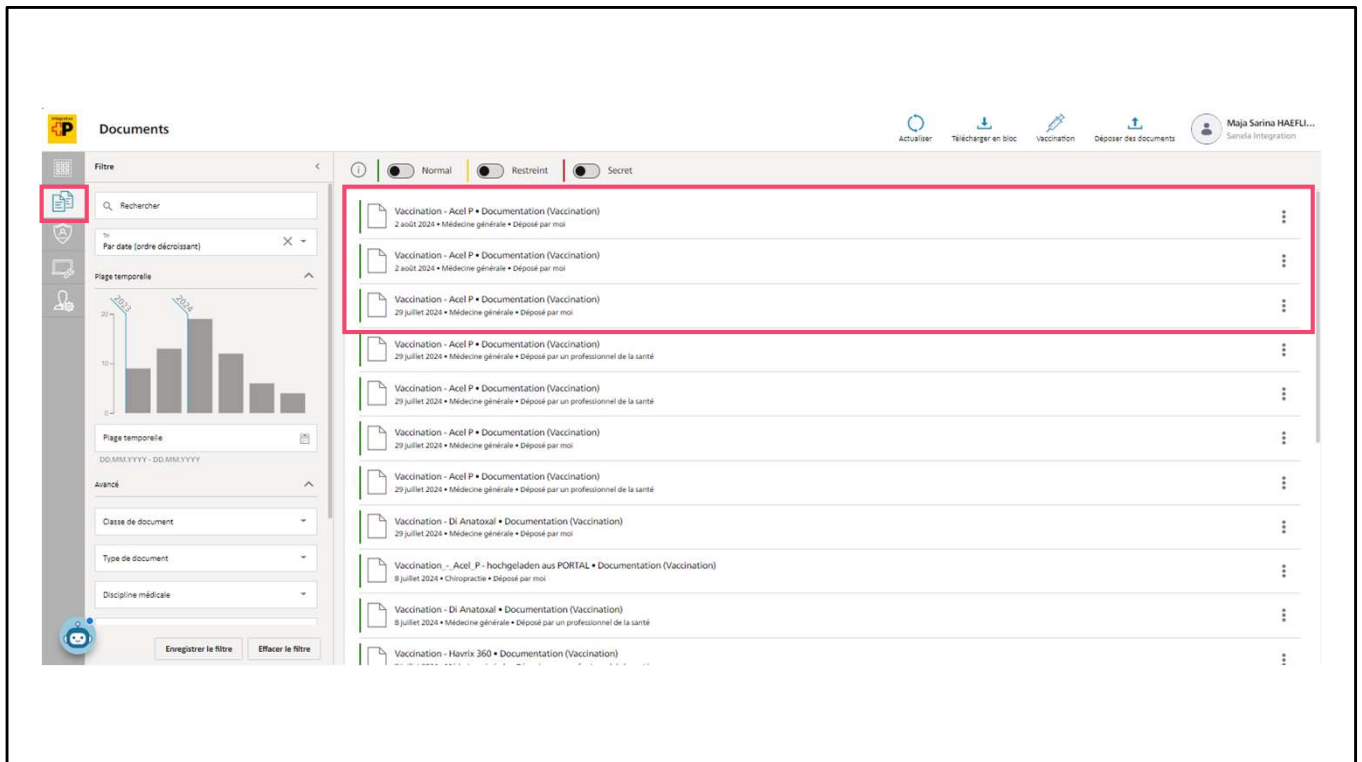 Integration
P
Documents
Actualiser
Télécharger en bloc
Vaccination
Déposer des documents
Maja Sarina HAEFLI...
Sanela Integration
Filtre
Normal
Restreint
Secret
Rechercher
Tri
Par date (ordre décroissant)
Plage temporelle
2023
2024
20
10
0
Plage temporelle
DD.MM.YYYY - DD.MM.YYYY
Avancé
Classe de document
Type de document
Discipline médicale
Enregistrer le filtre
Effacer le filtre
Vaccination - Acel P • Documentation (Vaccination)
2 août 2024 • Médecine générale • Déposé par moi
Vaccination - Acel P • Documentation (Vaccination)
2 août 2024 • Médecine générale • Déposé par moi
Vaccination - Acel P • Documentation (Vaccination)
29 juillet 2024 • Médecine générale • Déposé par moi
Vaccination - Acel P • Documentation (Vaccination)
29 juillet 2024 • Médecine générale • Déposé par un professionnel de la santé
Vaccination - Acel P • Documentation (Vaccination)
29 juillet 2024 • Médecine générale • Déposé par un professionnel de la santé
Vaccination - Acel P • Documentation (Vaccination)
29 juillet 2024 • Médecine générale • Déposé par moi
Vaccination - Acel P • Documentation (Vaccination)
29 juillet 2024 • Médecine générale • Déposé par un professionnel de la santé
Vaccination - Di Anatoxal • Documentation (Vaccination)
29 juillet 2024 • Médecine générale • Déposé par moi
Vaccination_-_Acel_P - hochgeladen aus PORTAL • Documentation (Vaccination)
8 juillet 2024 • Chiropractie • Déposé par moi
Vaccination - Di Anatoxal • Documentation (Vaccination)
8 juillet 2024 • Médecine générale • Déposé par un professionnel de la santé
Vaccination - Havrix 360 • Documentation (Vaccination)